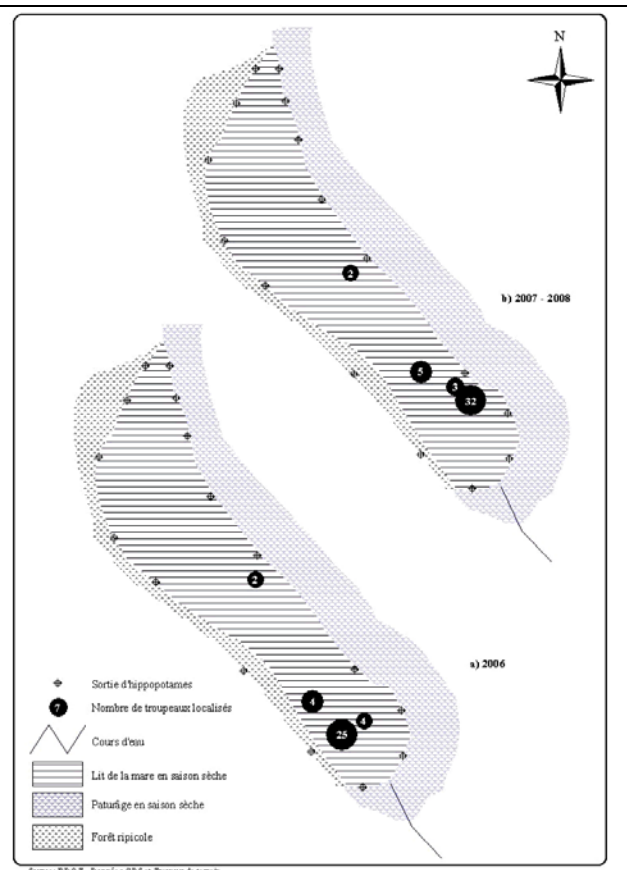 N
2
b) 2007 - 2008
5
3
32
2
a) 2006
4
4
25
Sortie d'hippopotames
7
Nombre de troupeaux localisés
Cours d'eau
Lit de la mare en saison sèche
Paturâge en saison sèche
Forêt ripicole